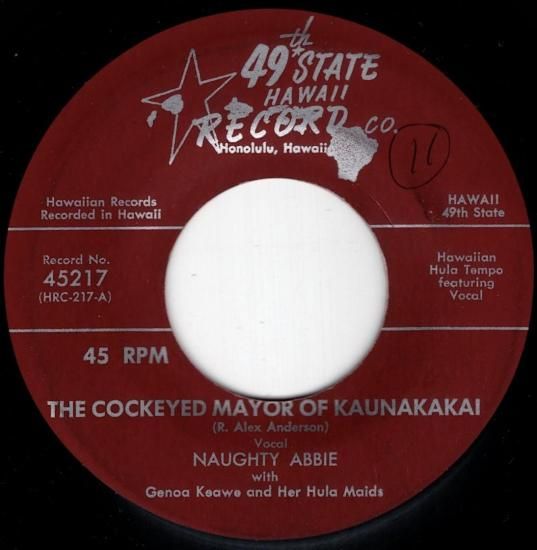 49th STATE
HAWAII
RECORD CO.
Honolulu, Hawaii
11
Hawaiian Records
Recorded in Hawaii
HAWAII
49th State
Record No.
45217
(HRC-217-A)
Hawaiian
Hula Tempo
featuring
Vocal
45 RPM
THE COCKEYED MAYOR OF KAUNAKAKAI
(R. Alex Anderson)
Vocal
NAUGHTY ABBIE
with
Genoa Keawe and Her Hula Maids